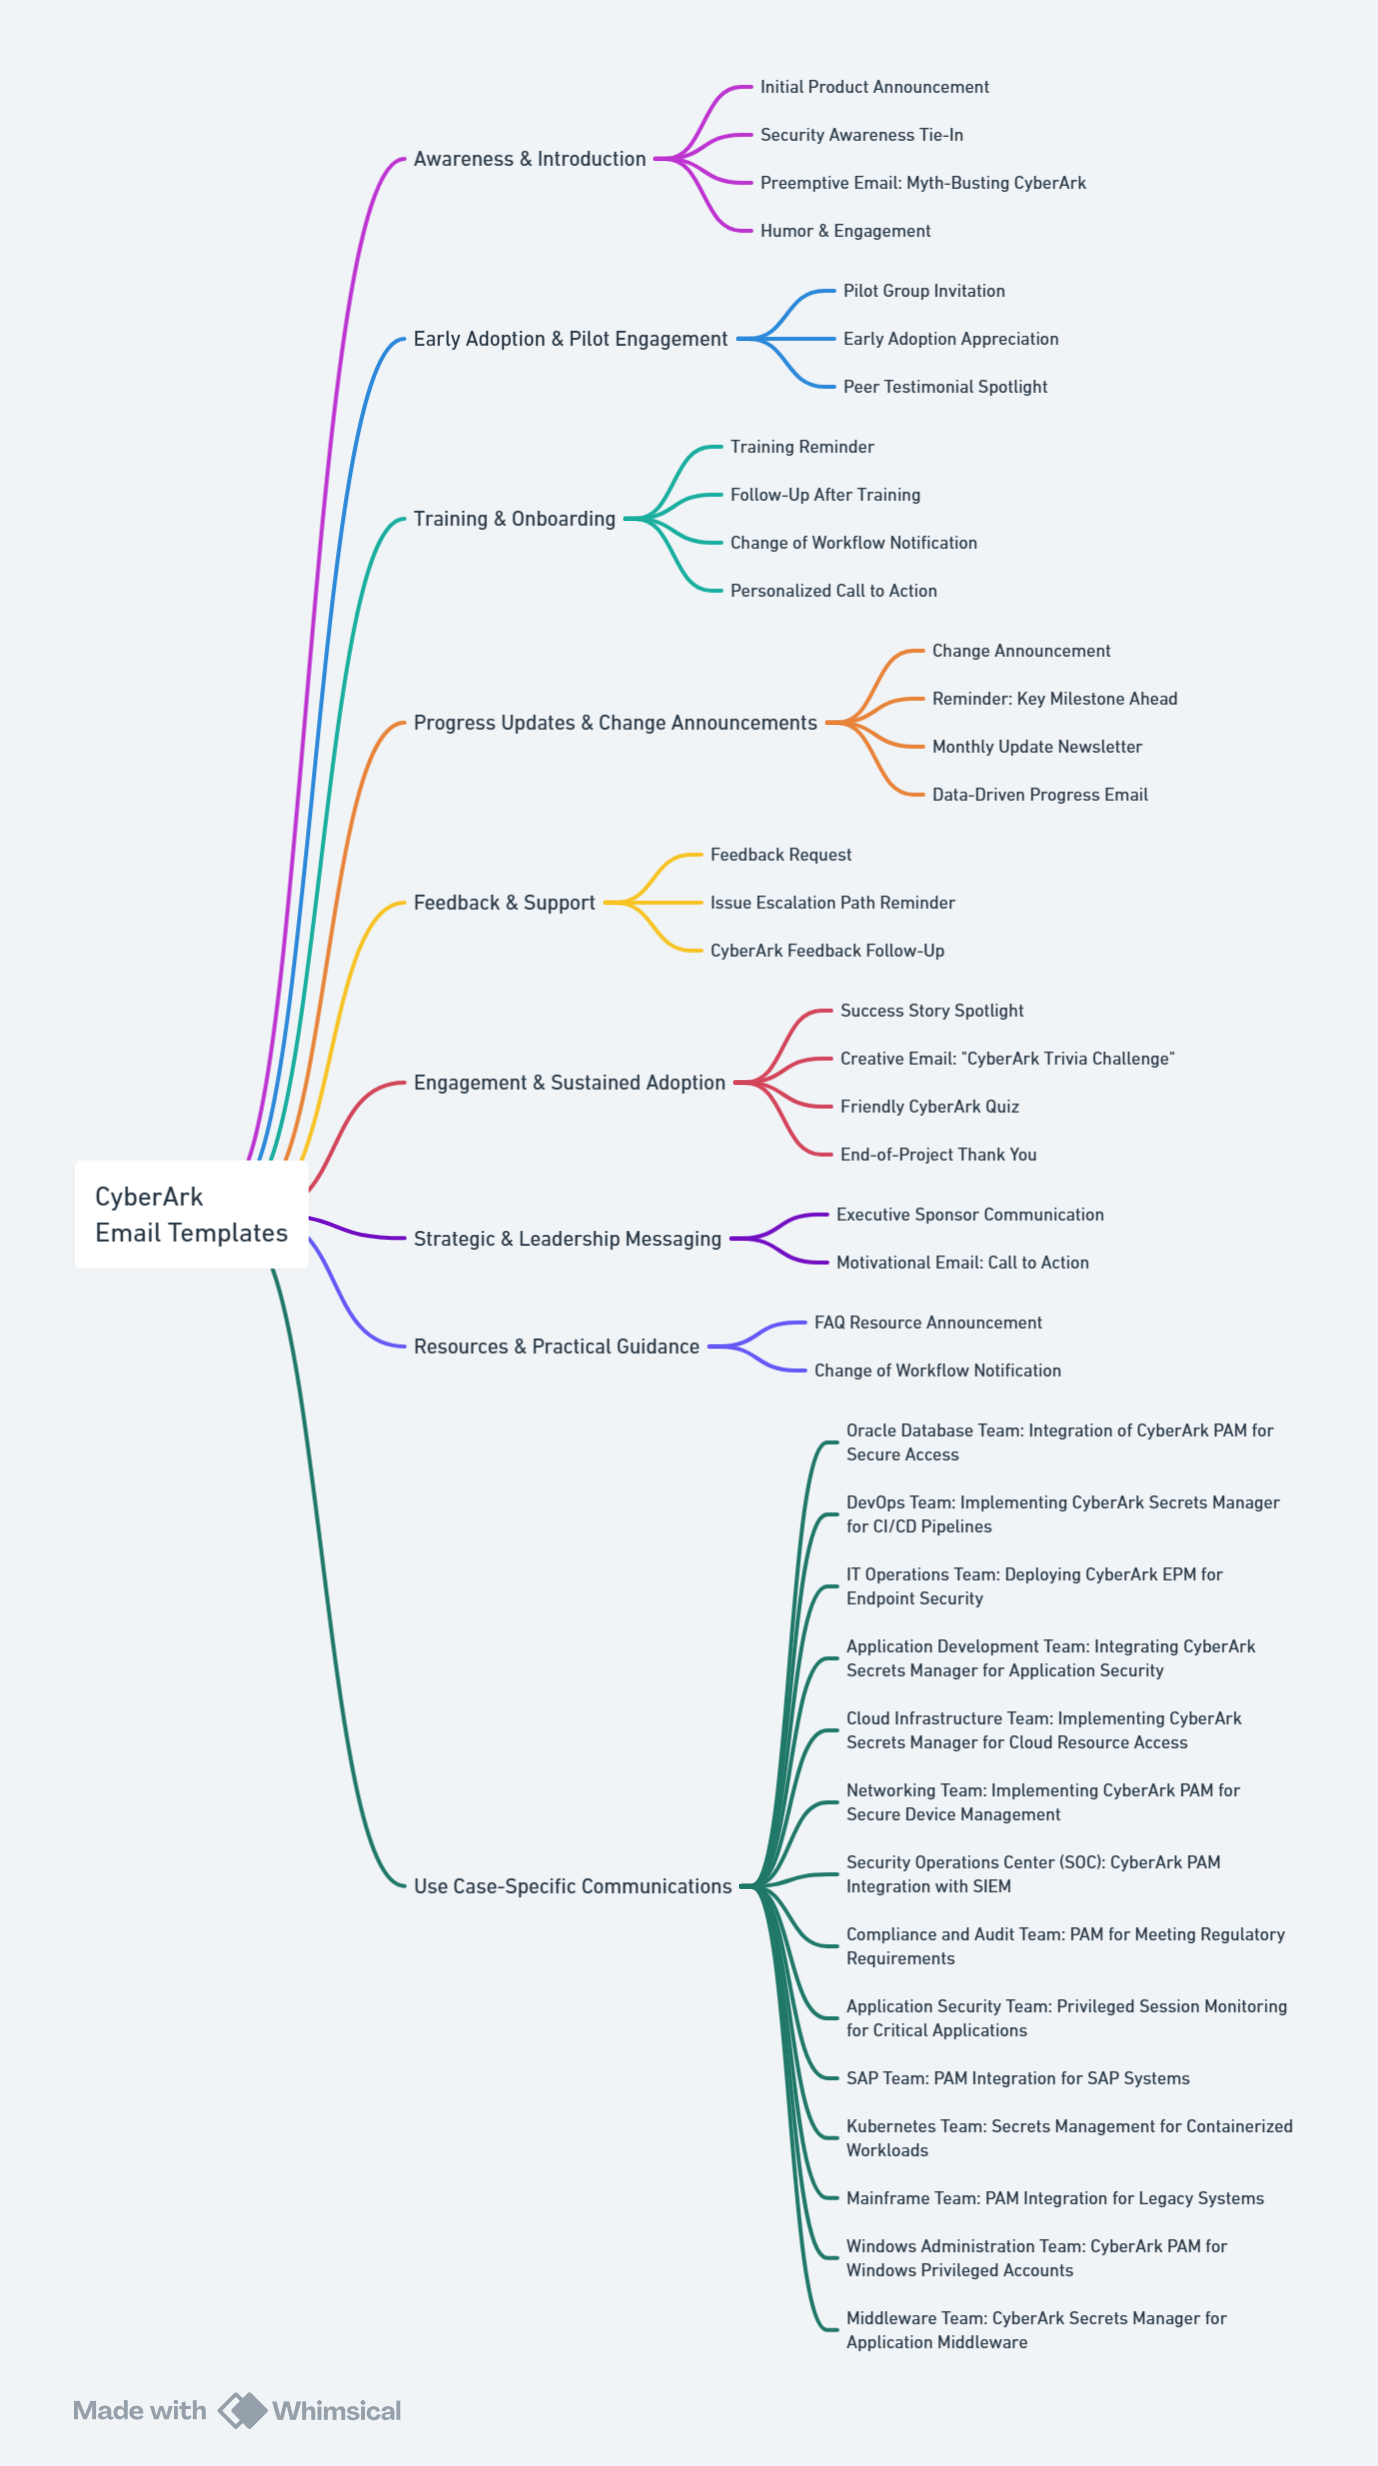 CyberArk
Email Templates
Awareness & Introduction
Initial Product Announcement
Security Awareness Tie-In
Preemptive Email: Myth-Busting CyberArk
Humor & Engagement
Early Adoption & Pilot Engagement
Pilot Group Invitation
Early Adoption Appreciation
Peer Testimonial Spotlight
Training & Onboarding
Training Reminder
Follow-Up After Training
Change of Workflow Notification
Personalized Call to Action
Progress Updates & Change Announcements
Change Announcement
Reminder: Key Milestone Ahead
Monthly Update Newsletter
Data-Driven Progress Email
Feedback & Support
Feedback Request
Issue Escalation Path Reminder
CyberArk Feedback Follow-Up
Engagement & Sustained Adoption
Success Story Spotlight
Creative Email: "CyberArk Trivia Challenge"
Friendly CyberArk Quiz
End-of-Project Thank You
Strategic & Leadership Messaging
Executive Sponsor Communication
Motivational Email: Call to Action
Resources & Practical Guidance
FAQ Resource Announcement
Change of Workflow Notification
Use Case-Specific Communications
Oracle Database Team: Integration of CyberArk PAM for
Secure Access
DevOps Team: Implementing CyberArk Secrets Manager
for CI/CD Pipelines
IT Operations Team: Deploying CyberArk EPM for
Endpoint Security
Application Development Team: Integrating CyberArk
Secrets Manager for Application Security
Cloud Infrastructure Team: Implementing CyberArk
Secrets Manager for Cloud Resource Access
Networking Team: Implementing CyberArk PAM for
Secure Device Management
Security Operations Center (SOC): CyberArk PAM
Integration with SIEM
Compliance and Audit Team: PAM for Meeting Regulatory
Requirements
Application Security Team: Privileged Session Monitoring
for Critical Applications
SAP Team: PAM Integration for SAP Systems
Kubernetes Team: Secrets Management for Containerized
Workloads
Mainframe Team: PAM Integration for Legacy Systems
Windows Administration Team: CyberArk PAM for
Windows Privileged Accounts
Middleware Team: CyberArk Secrets Manager for
Application Middleware
Made with Whimsical